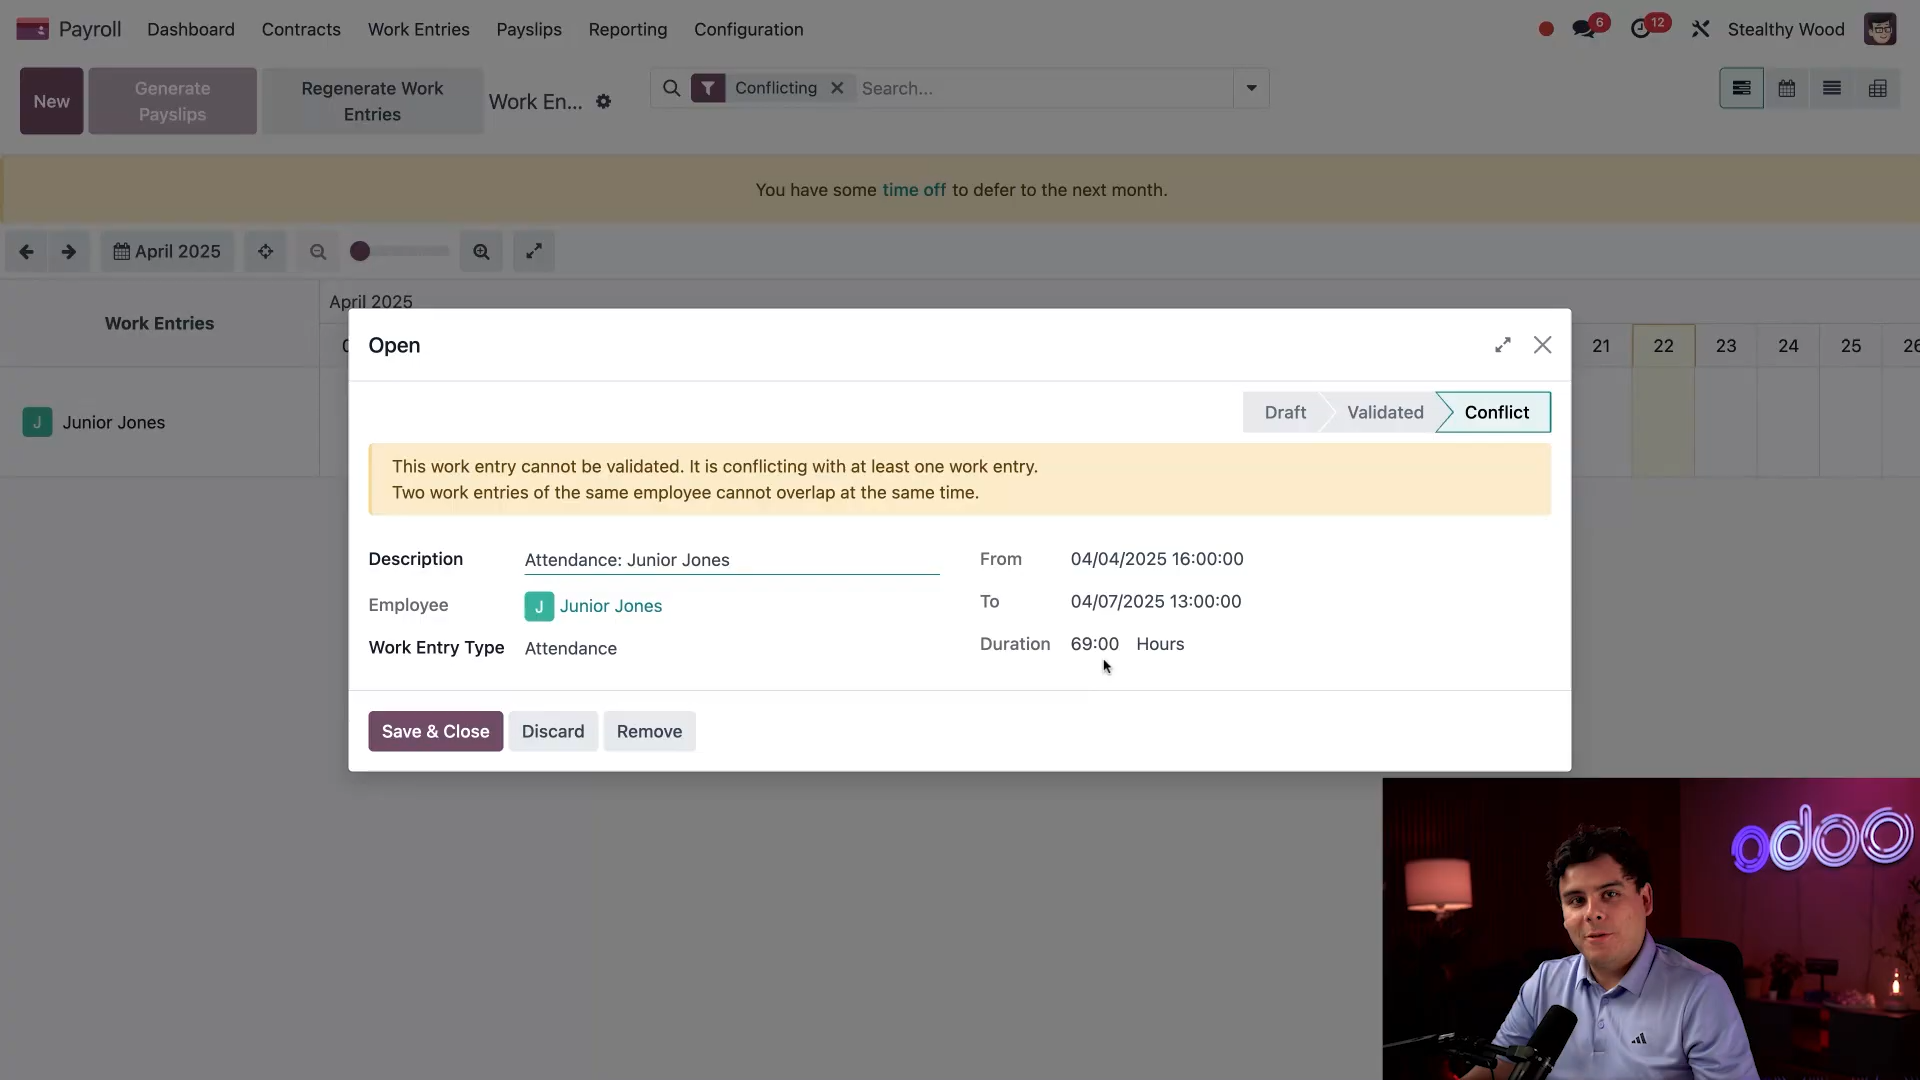 Payroll Dashboard Contracts Work Entries Payslips Reporting Configuration 6 12 Stealthy Wood
New Generate Payslips Regenerate Work Entries Work En... Conflicting Search...
You have some time off to defer to the next month.
April 2025
April 2025
Work Entries
21 22 23 24 25 26
J Junior Jones
Open
Draft Validated Conflict
This work entry cannot be validated. It is conflicting with at least one work entry.
Two work entries of the same employee cannot overlap at the same time.
Description Attendance: Junior Jones From 04/04/2025 16:00:00
Employee J Junior Jones To 04/07/2025 13:00:00
Work Entry Type Attendance Duration 69:00 Hours
Save & Close Discard Remove
odoo